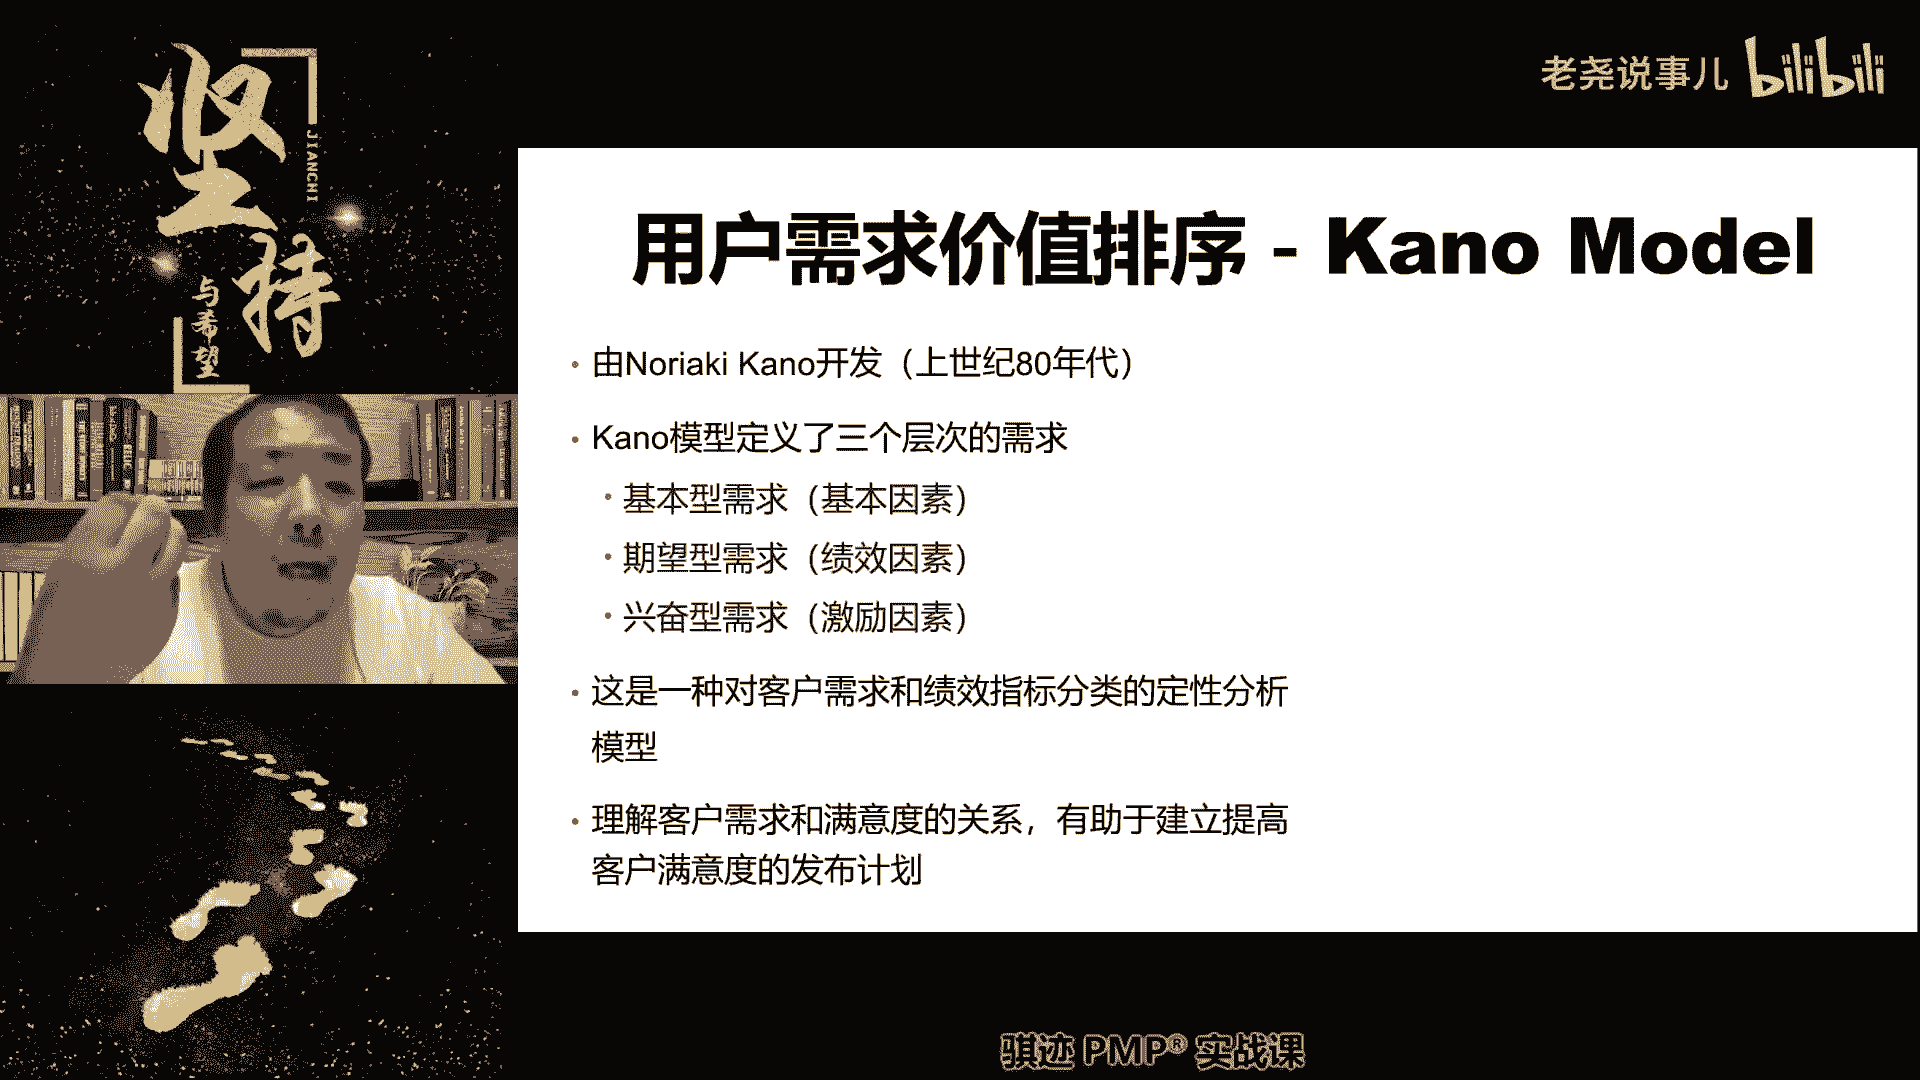 坚持
JIANCHI
与希望
老尧说事儿 bilibili
用户需求价值排序 - Kano Model
• 由Noriaki Kano开发（上世纪80年代）
• Kano模型定义了三个层次的需求
• 基本型需求（基本因素）
• 期望型需求（绩效因素）
• 兴奋型需求（激励因素）
• 这是一种对客户需求和绩效指标分类的定性分析
模型
• 理解客户需求和满意度的关系，有助于建立提高
客户满意度的发布计划
骐迹 PMP® 实战课